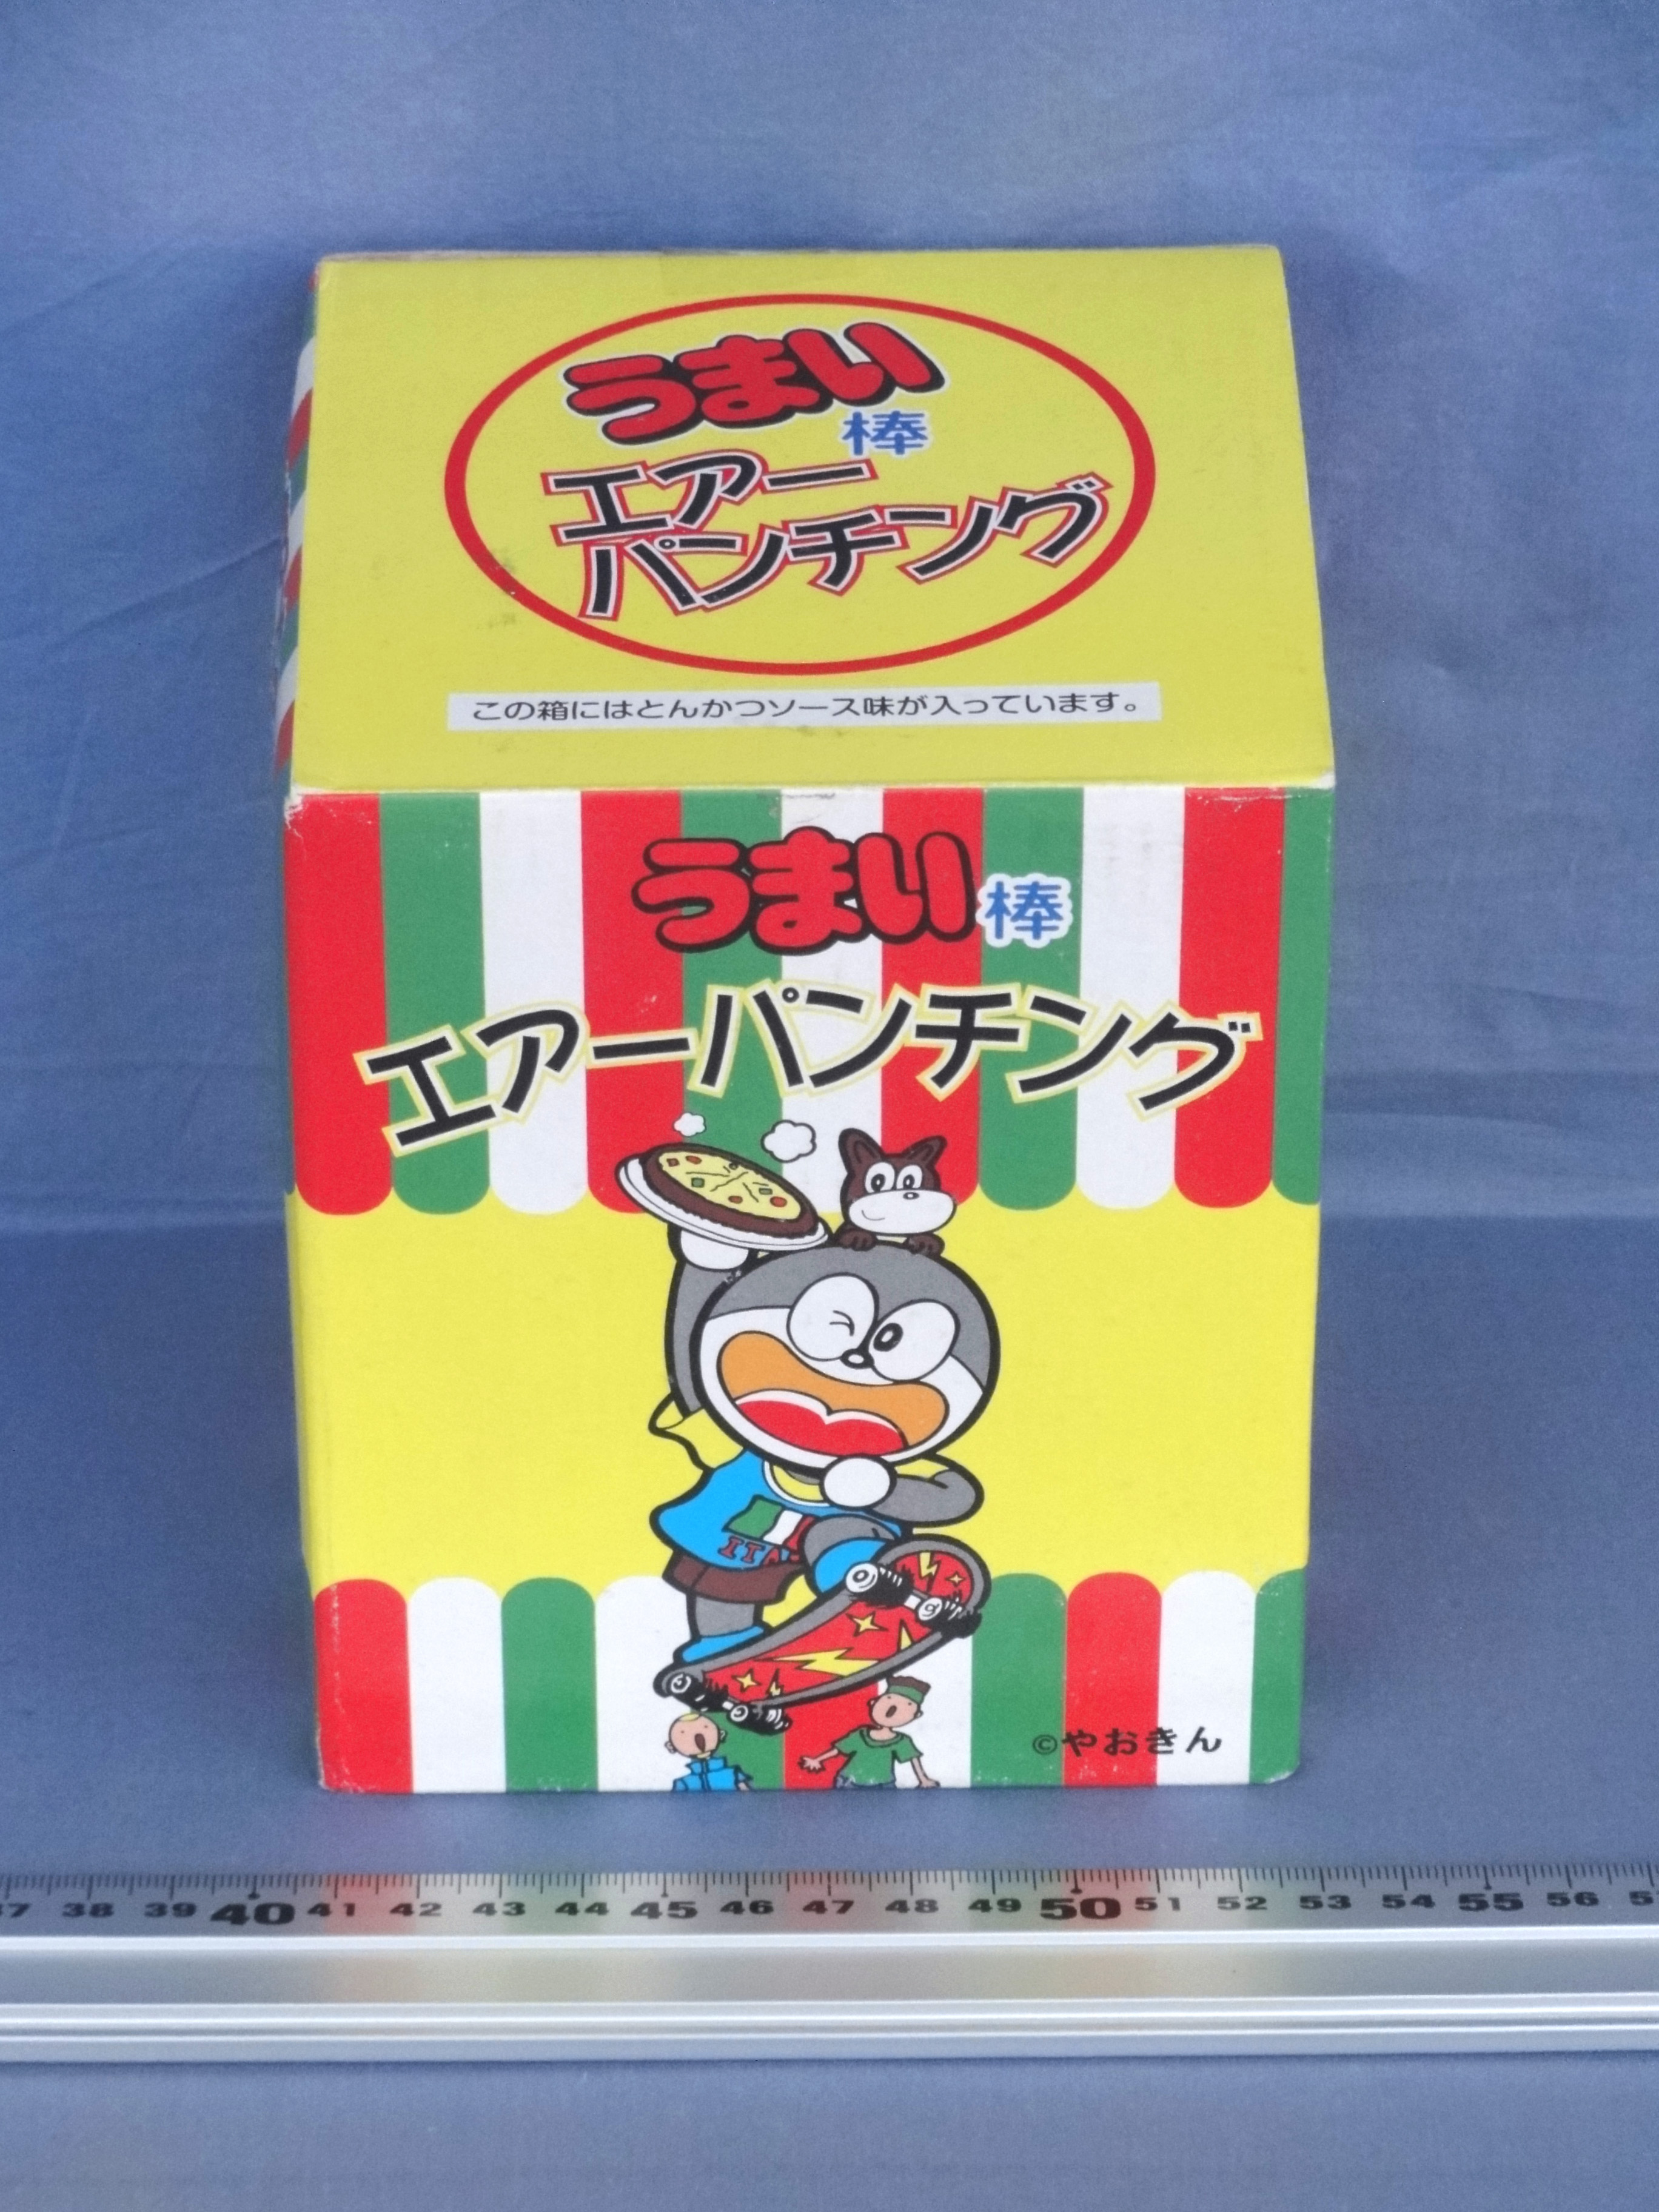 うまい
棒
エアー
パンチング
この箱にはとんかつソース味が入っています。
うまい棒
エアーパンチング
©やおきん
37 38 39 40 41 42 43 44 45 46 47 48 49 50 51 52 53 54 55 56